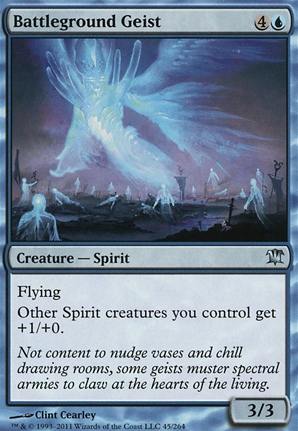 Battleground Geist 4
Creature — Spirit
Flying
Other Spirit creatures you control get
+1/+0.
Not content to nudge vases and chill
drawing rooms, some geists muster spectral
armies to claw at the hearts of the living.
Clint Cearley
™ & © 1993–2011 Wizards of the Coast LLC 45/264
3/3